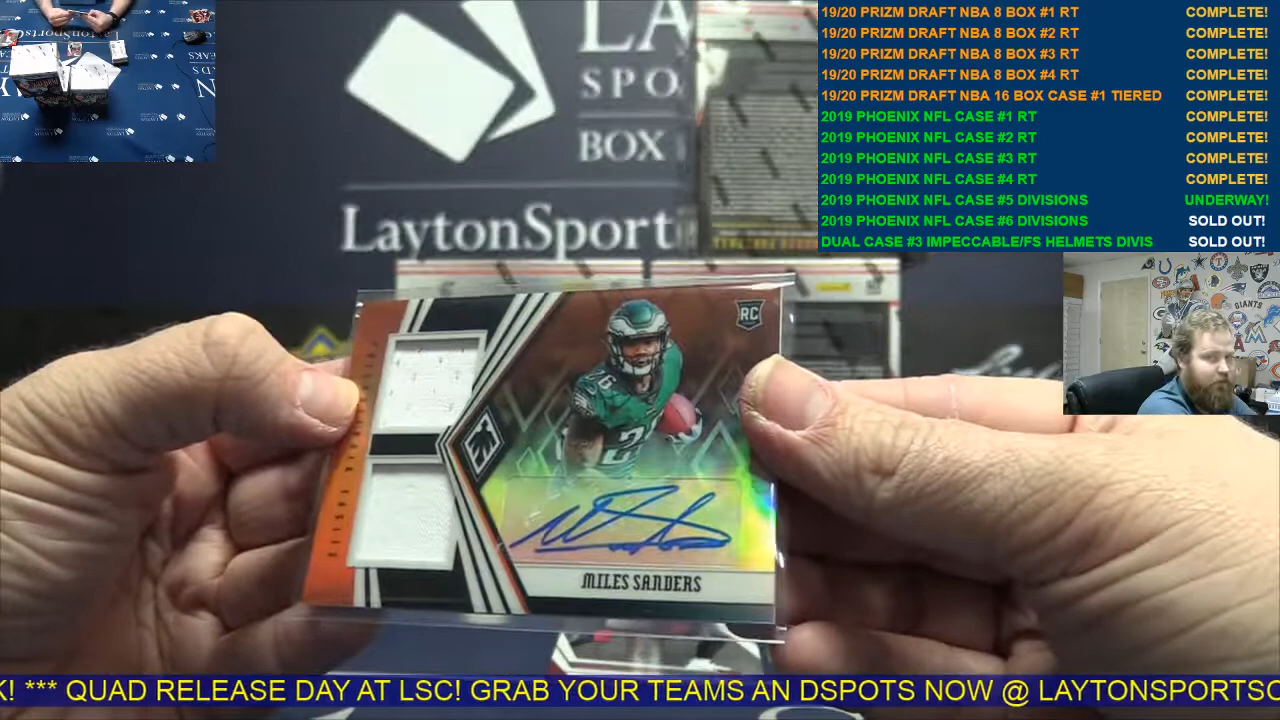 19/20 PRIZM DRAFT NBA 8 BOX #1 RT COMPLETE!
19/20 PRIZM DRAFT NBA 8 BOX #2 RT COMPLETE!
19/20 PRIZM DRAFT NBA 8 BOX #3 RT COMPLETE!
19/20 PRIZM DRAFT NBA 8 BOX #4 RT COMPLETE!
19/20 PRIZM DRAFT NBA 16 BOX CASE #1 TIERED COMPLETE!
2019 PHOENIX NFL CASE #1 RT COMPLETE!
2019 PHOENIX NFL CASE #2 RT COMPLETE!
2019 PHOENIX NFL CASE #3 RT COMPLETE!
2019 PHOENIX NFL CASE #4 RT COMPLETE!
2019 PHOENIX NFL CASE #5 DIVISIONS UNDERWAY!
2019 PHOENIX NFL CASE #6 DIVISIONS SOLD OUT!
DUAL CASE #3 IMPECCABLE/FS HELMETS DIVIS SOLD OUT!
LA
SPO
BOX
LaytonSport
GIANTS
RC
26
MILES SANDERS
K! *** QUAD RELEASE DAY AT LSC! GRAB YOUR TEAMS AN DSPOTS NOW @ LAYTONSPORTSC